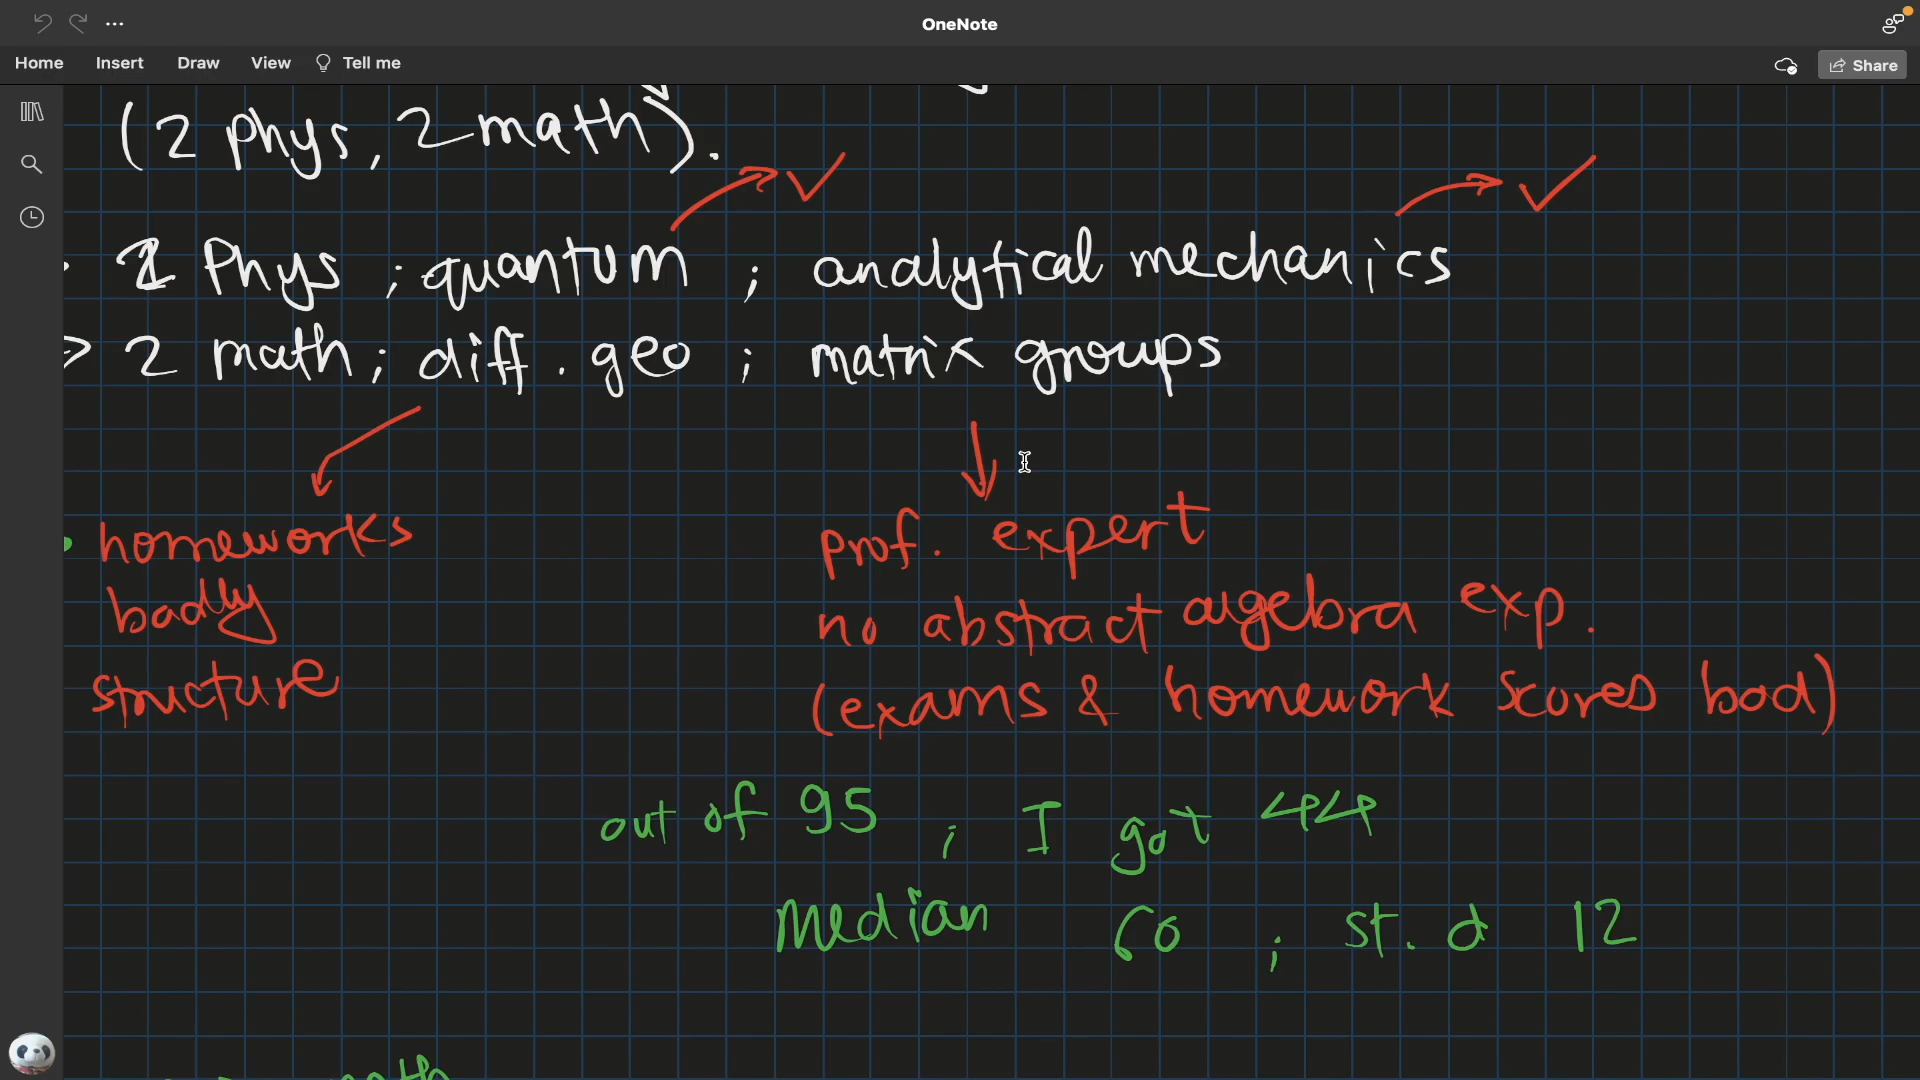 OneNote
Home Insert Draw View Tell me
Share
(2 phys, 2 math).
1 Phys ; quantum ; analytical mechanics
> 2 math ; diff. geo ; matrix groups
homeworks
badly
structure
prof. expert
no abstract algebra exp.
(exams & homework scores bad)
out of 95 ; I got 44
Median 60 ; st. d 12